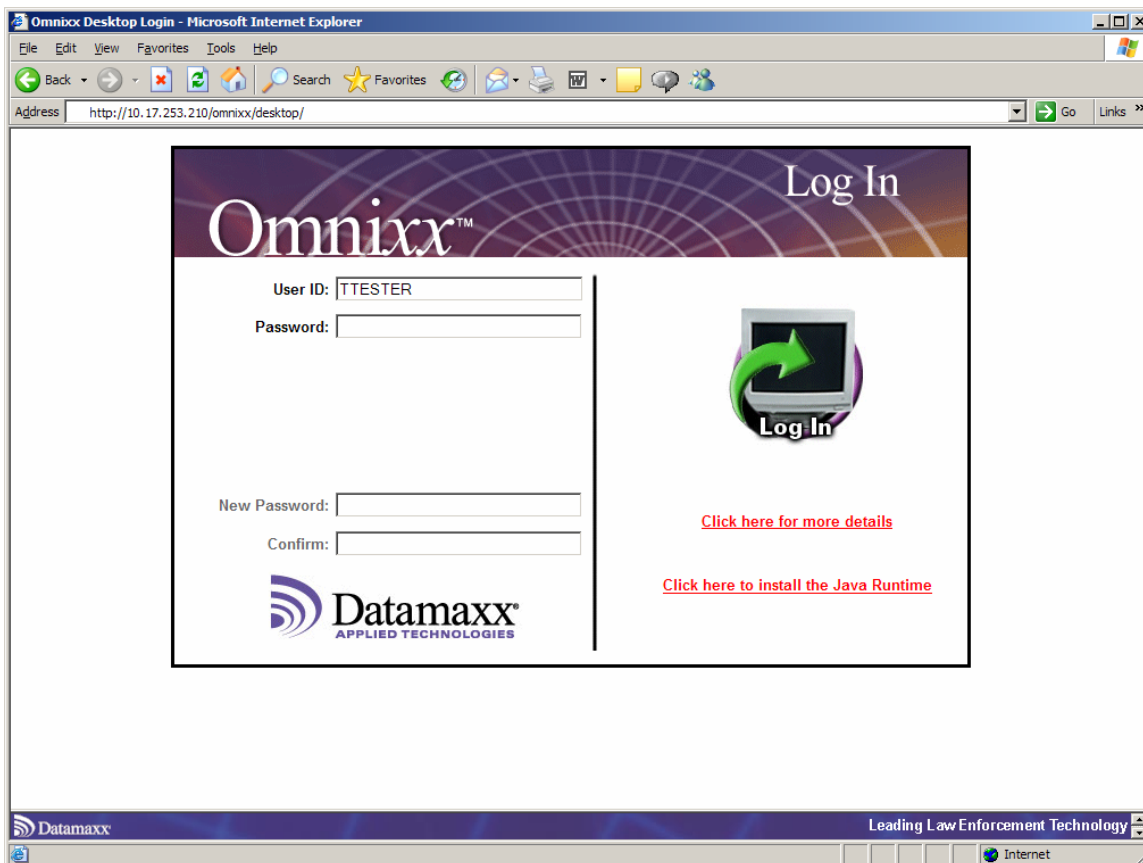 Omnixx Desktop Login - Microsoft Internet Explorer
File Edit View Favorites Tools Help
Back Search Favorites
Address http://10.17.253.210/omnixx/desktop/ Go Links »
Log In
Omnixx™
User ID: TTESTER
Password:
Log In
New Password:
Click here for more details
Confirm:
Click here to install the Java Runtime
Datamaxx®
APPLIED TECHNOLOGIES
Datamaxx Leading Law Enforcement Technology
Internet